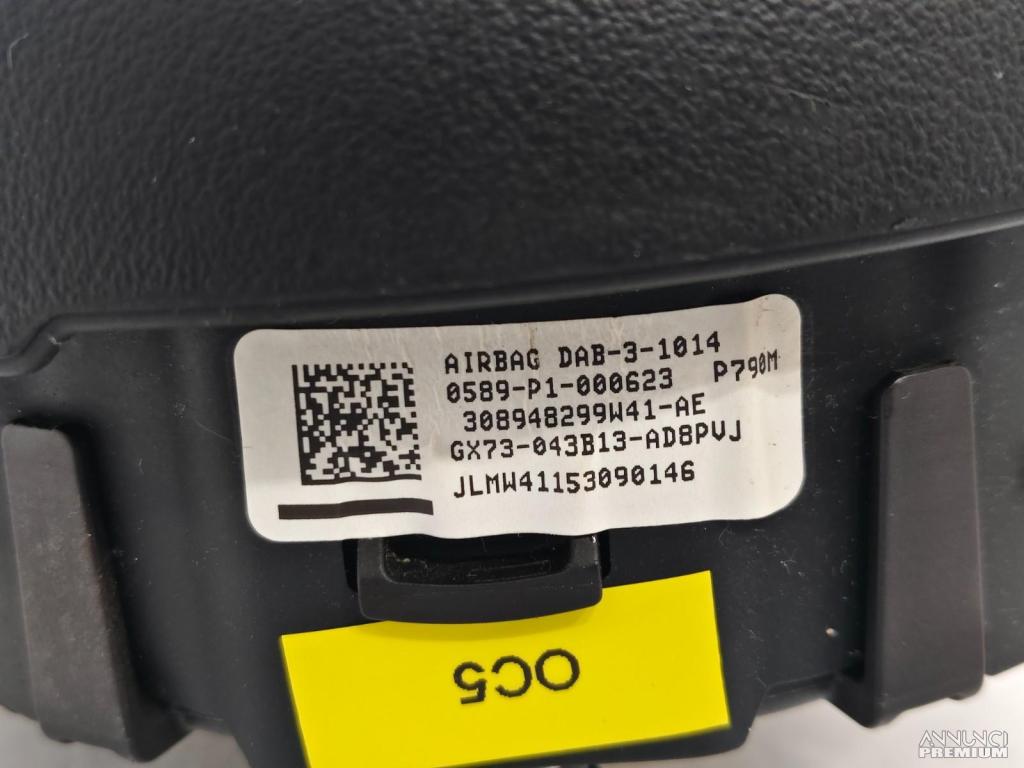 AIRBAG DAB-3-1014
0589-P1-000623 P790M
308948299W41-AE
GX73-043B13-AD8PVJ
JLMW41153090146
OC5
ANNUNCI
PREMIUM